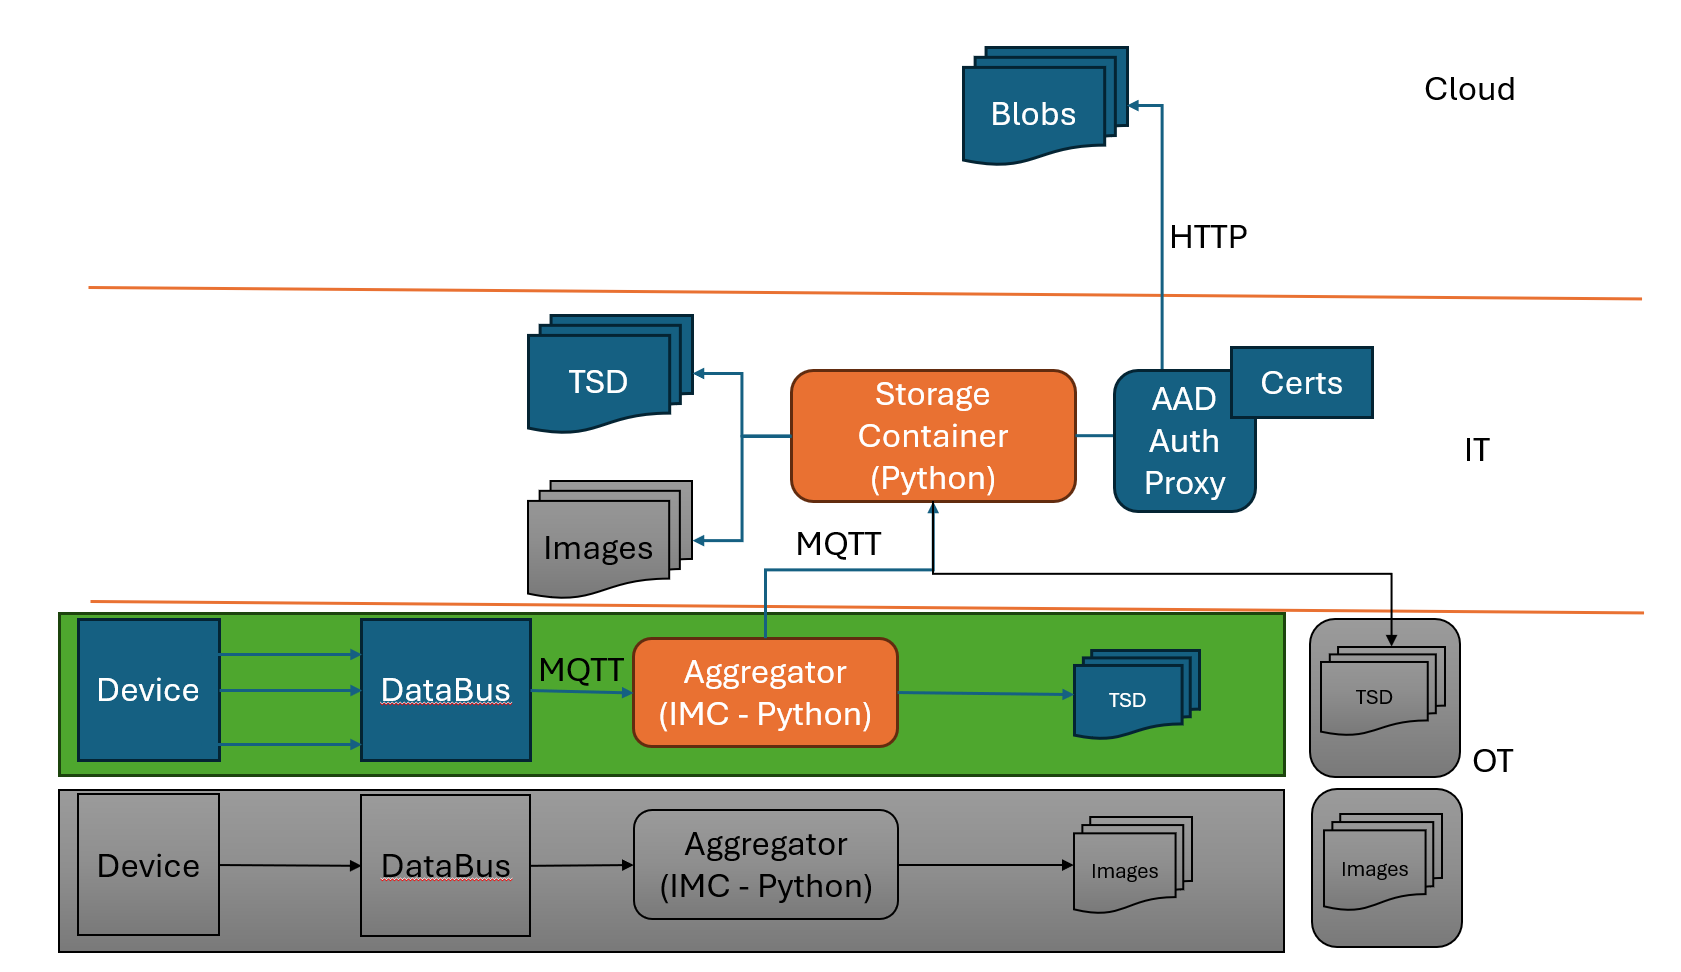 Blobs
Cloud
HTTP
TSD
Storage
Container
(Python)
AAD
Auth
Proxy
Certs
IT
Images
MQTT
Device
DataBus
MQTT
Aggregator
(IMC - Python)
TSD
TSD
OT
Device
DataBus
Aggregator
(IMC - Python)
Images
Images